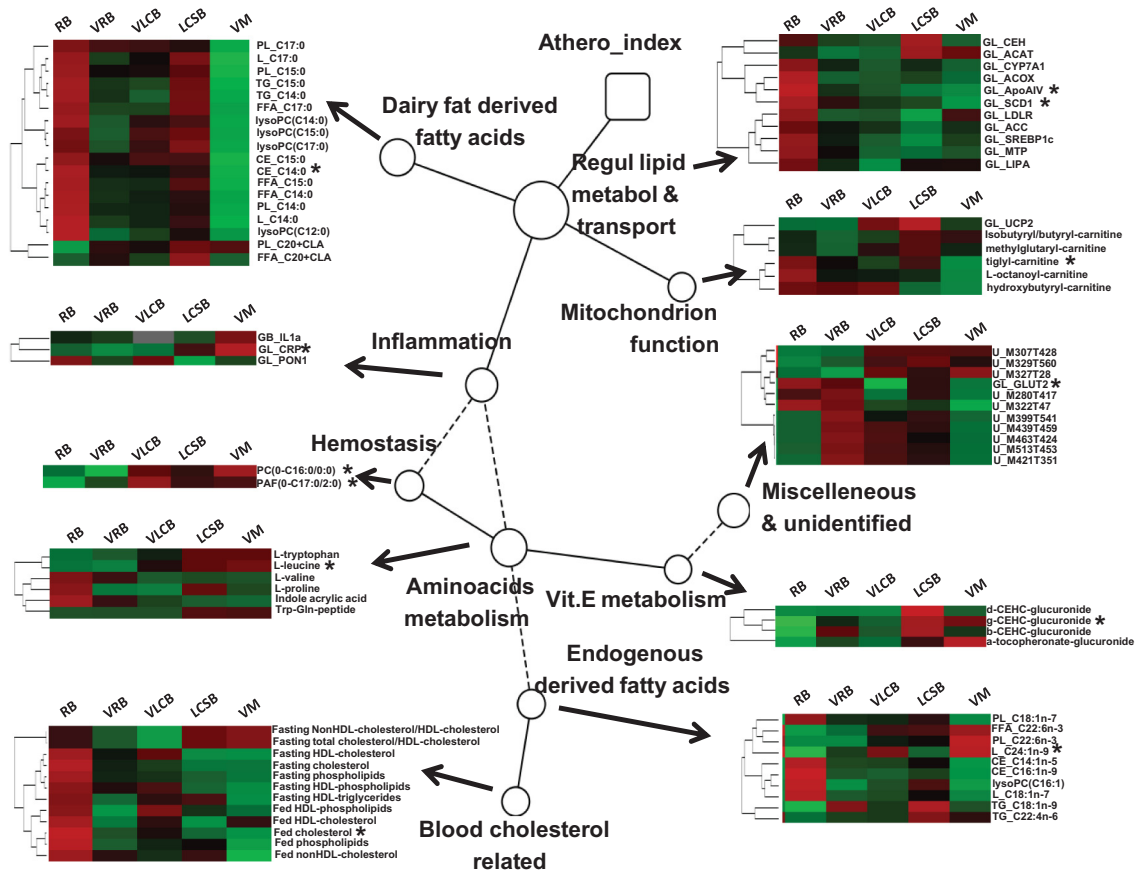 RB VRB VLCB LCSB VM
PL_C17:0
L_C17:0
PL_C15:0
TG_C15:0
TG_C14:0
FFA_C17:0
lysoPC(C14:0)
lysoPC(C15:0)
lysoPC(C17:0)
CE_C15:0
CE_C14:0 *
FFA_C15:0
FFA_C14:0
PL_C14:0
L_C14:0
lysoPC(C12:0)
PL_C20+CLA
FFA_C20+CLA
Dairy fat derived
fatty acids
Athero_index
Regul lipid
metabol &
transport
RB VRB VLCB LCSB VM
GL_CEH
GL_ACAT
GL_CYP7A1
GL_ACOX
GL_ApoAIV *
GL_SCD1 *
GL_LDLR
GL_ACC
GL_SREBP1c
GL_MTP
GL_LIPA
RB VRB VLCB LCSB VM
GL_UCP2
Isobutyryl/butyryl-carnitine
methylglutaryl-carnitine
tiglyl-carnitine *
L-octanoyl-carnitine
hydroxybutyryl-carnitine
Mitochondrion
function
RB VRB VLCB LCSB VM
GB_IL1a
GL_CRP *
GL_PON1
Inflammation
RB VRB VLCB LCSB VM
U_M307T428
U_M329T560
U_M327T28
GL_GLUT2 *
U_M280T417
U_M322T47
U_M399T541
U_M439T459
U_M463T424
U_M513T453
U_M421T351
Miscelleneous
& unidentified
Hemostasis
RB VRB VLCB LCSB VM
PC(0-C16:0/0:0) *
PAF(0-C17:0/2:0) *
RB VRB VLCB LCSB VM
L-tryptophan
L-leucine *
L-valine
L-proline
Indole acrylic acid
Trp-Gln-peptide
Aminoacids
metabolism
Vit.E metabolism
RB VRB VLCB LCSB VM
d-CEHC-glucuronide
g-CEHC-glucuronide *
b-CEHC-glucuronide
a-tocopheronate-glucuronide
Endogenous
derived fatty acids
RB VRB VLCB LCSB VM
PL_C18:1n-7
FFA_C22:6n-3
PL_C22:6n-3
L_C24:1n-9 *
CE_C14:1n-5
CE_C16:1n-9
lysoPC(C16:1)
L_C18:1n-7
TG_C18:1n-9
TG_C22:4n-6
RB VRB VLCB LCSB VM
Fasting NonHDL-cholesterol/HDL-cholesterol
Fasting total cholesterol/HDL-cholesterol
Fasting HDL-cholesterol
Fasting cholesterol
Fasting phospholipids
Fasting HDL-phospholipids
Fasting HDL-triglycerides
Fed HDL-phospholipids
Fed HDL-cholesterol
Fed cholesterol *
Fed phospholipids
Fed nonHDL-cholesterol
Blood cholesterol
related